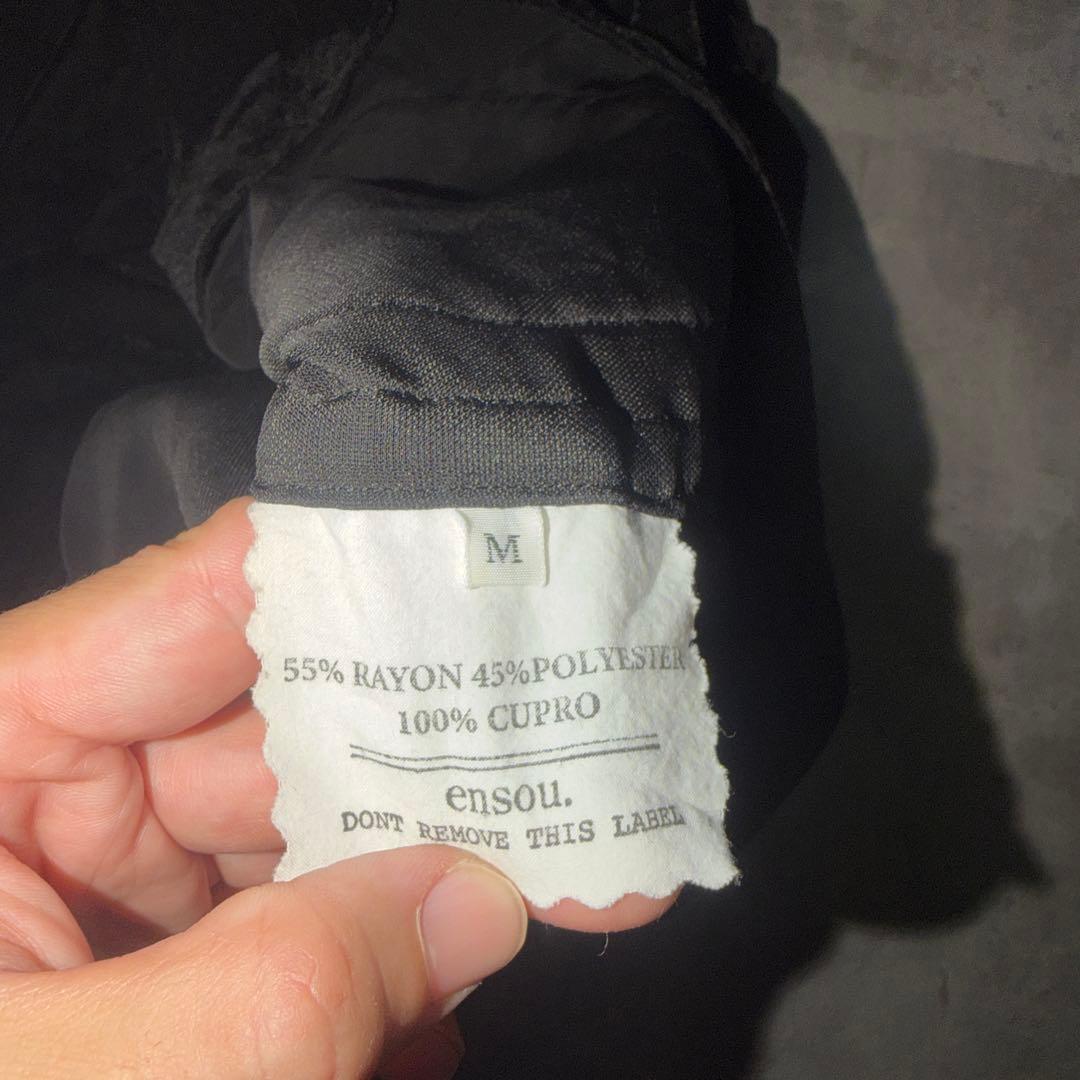 M
55% RAYON 45%POLYESTER
100% CUPRO
ensou.
DONT REMOVE THIS LABEL